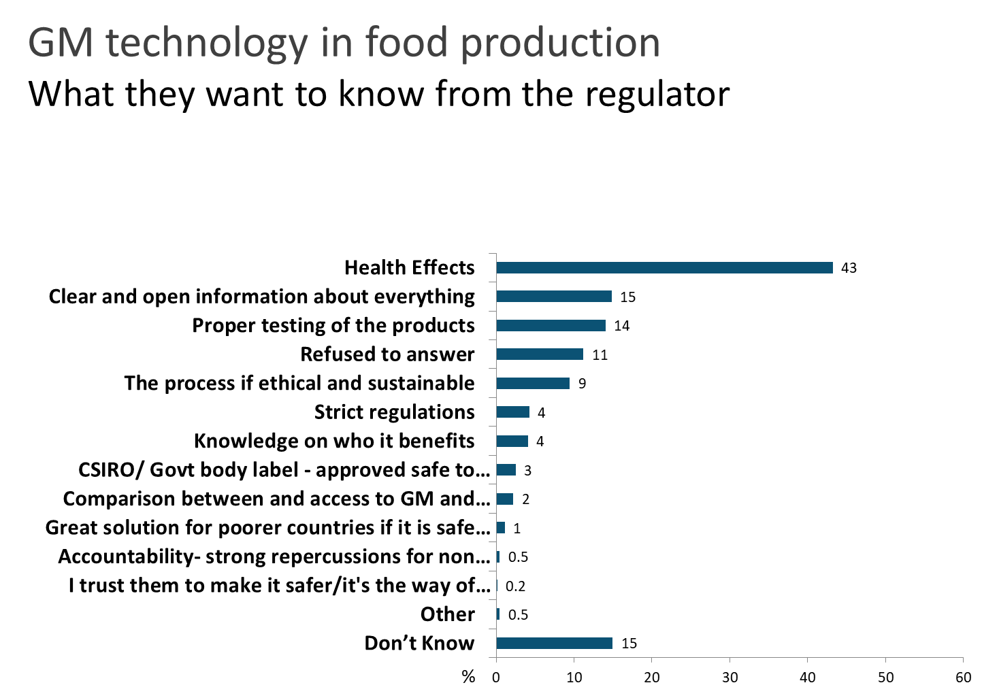 GM technology in food production
What they want to know from the regulator
Health Effects 43
Clear and open information about everything 15
Proper testing of the products 14
Refused to answer 11
The process if ethical and sustainable 9
Strict regulations 4
Knowledge on who it benefits 4
CSIRO/ Govt body label - approved safe to... 3
Comparison between and access to GM and... 2
Great solution for poorer countries if it is safe... 1
Accountability- strong repercussions for non... 0.5
I trust them to make it safer/it's the way of... 0.2
Other 0.5
Don’t Know 15
% 0 10 20 30 40 50 60